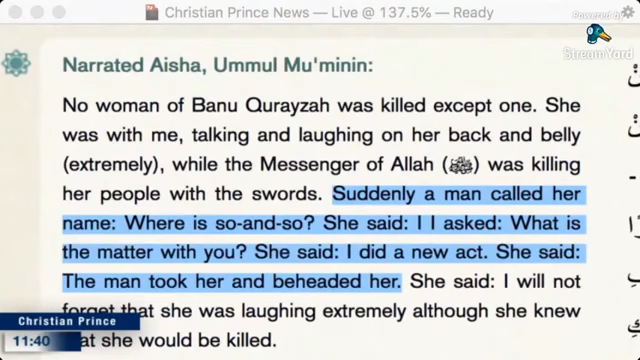 Christian Prince News — Live @ 137.5% — Ready
Powered by
StreamYard
Narrated Aisha, Ummul Mu'minin:
No woman of Banu Qurayzah was killed except one. She
was with me, talking and laughing on her back and belly
(extremely), while the Messenger of Allah (ﷺ) was killing
her people with the swords. Suddenly a man called her
name: Where is so-and-so? She said: I I asked: What is
the matter with you? She said: I did a new act. She said:
The man took her and beheaded her. She said: I will not
forget that she was laughing extremely although she knew
that she would be killed.
Christian Prince
11:40